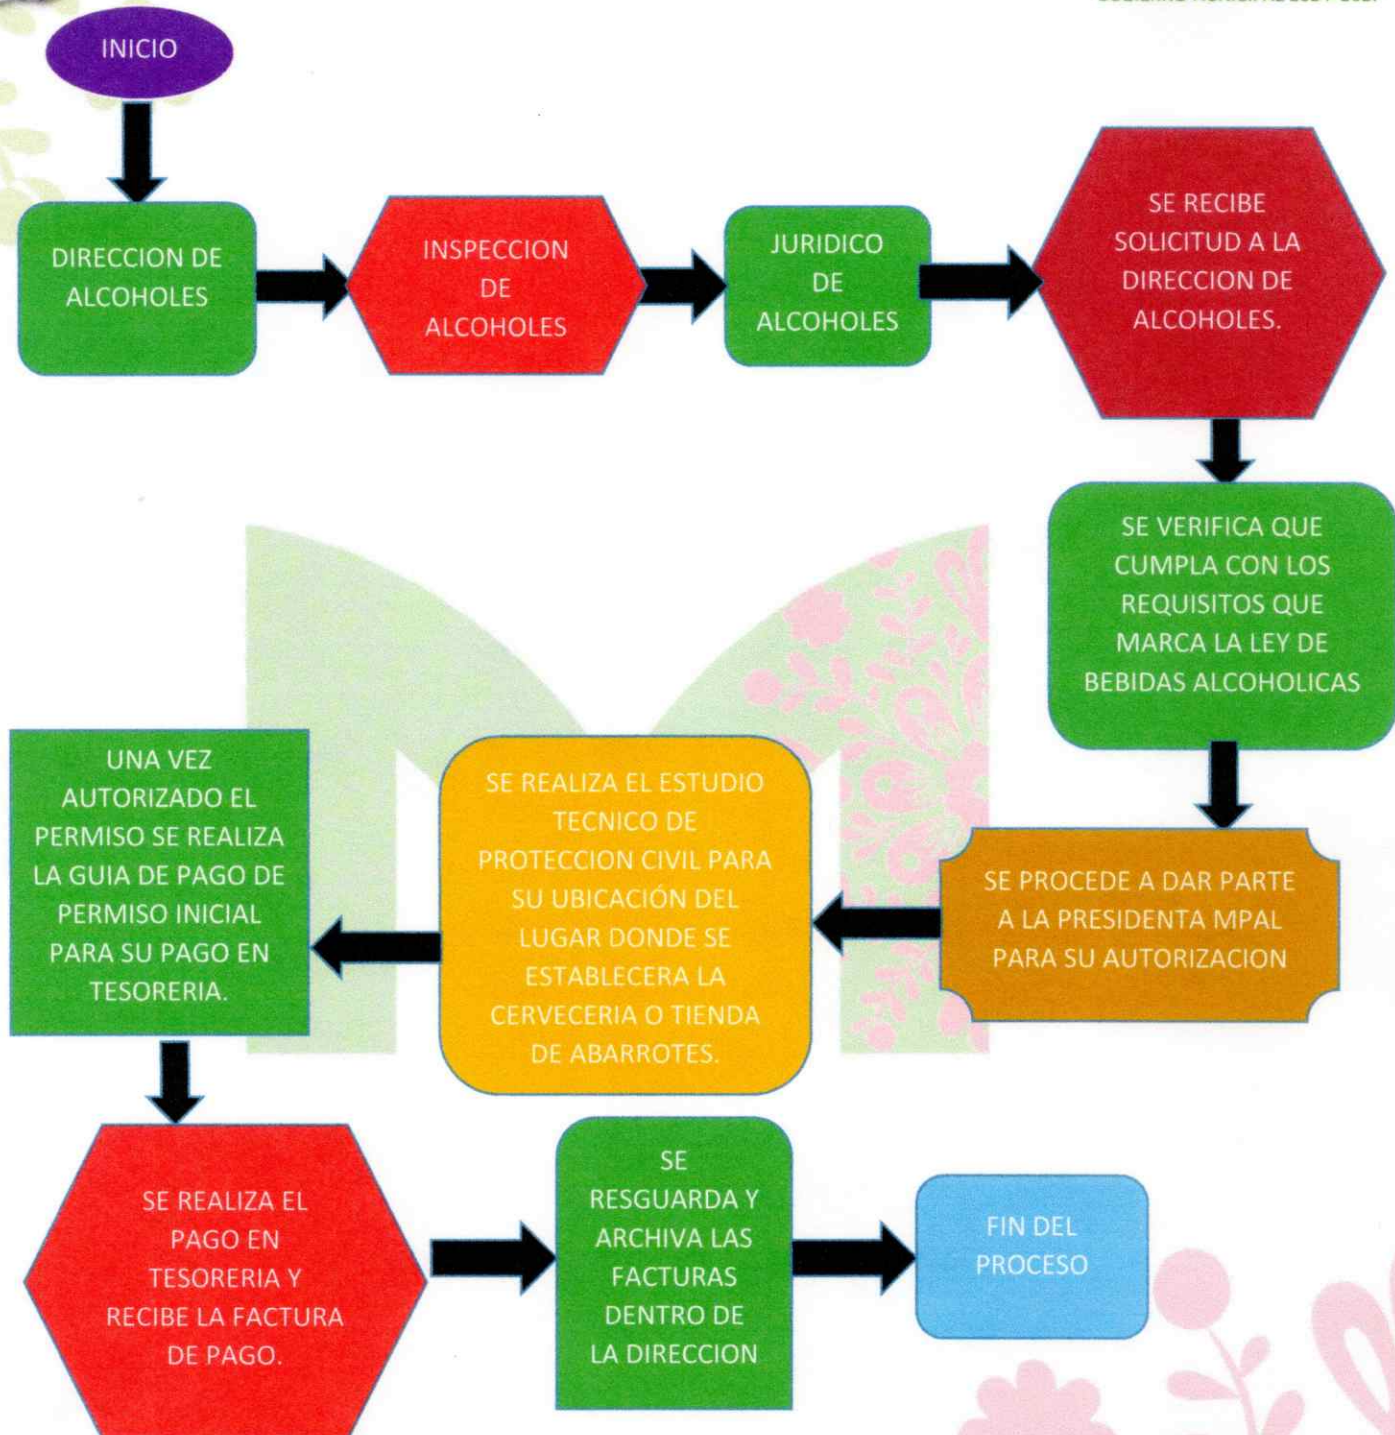 INICIO
DIRECCION DE
ALCOHOLES
INSPECCION
DE
ALCOHOLES
JURIDICO
DE
ALCOHOLES
SE RECIBE
SOLICITUD A LA
DIRECCION DE
ALCOHOLES.
SE VERIFICA QUE
CUMPLA CON LOS
REQUISITOS QUE
MARCA LA LEY DE
BEBIDAS ALCOHOLICAS
SE PROCEDE A DAR PARTE
A LA PRESIDENTA MPAL
PARA SU AUTORIZACION
SE REALIZA EL ESTUDIO
TECNICO DE
PROTECCION CIVIL PARA
SU UBICACIÓN DEL
LUGAR DONDE SE
ESTABLECERA LA
CERVECERIA O TIENDA
DE ABARROTES.
UNA VEZ
AUTORIZADO EL
PERMISO SE REALIZA
LA GUIA DE PAGO DE
PERMISO INICIAL
PARA SU PAGO EN
TESORERIA.
SE REALIZA EL
PAGO EN
TESORERIA Y
RECIBE LA FACTURA
DE PAGO.
SE
RESGUARDA Y
ARCHIVA LAS
FACTURAS
DENTRO DE
LA DIRECCION
FIN DEL
PROCESO